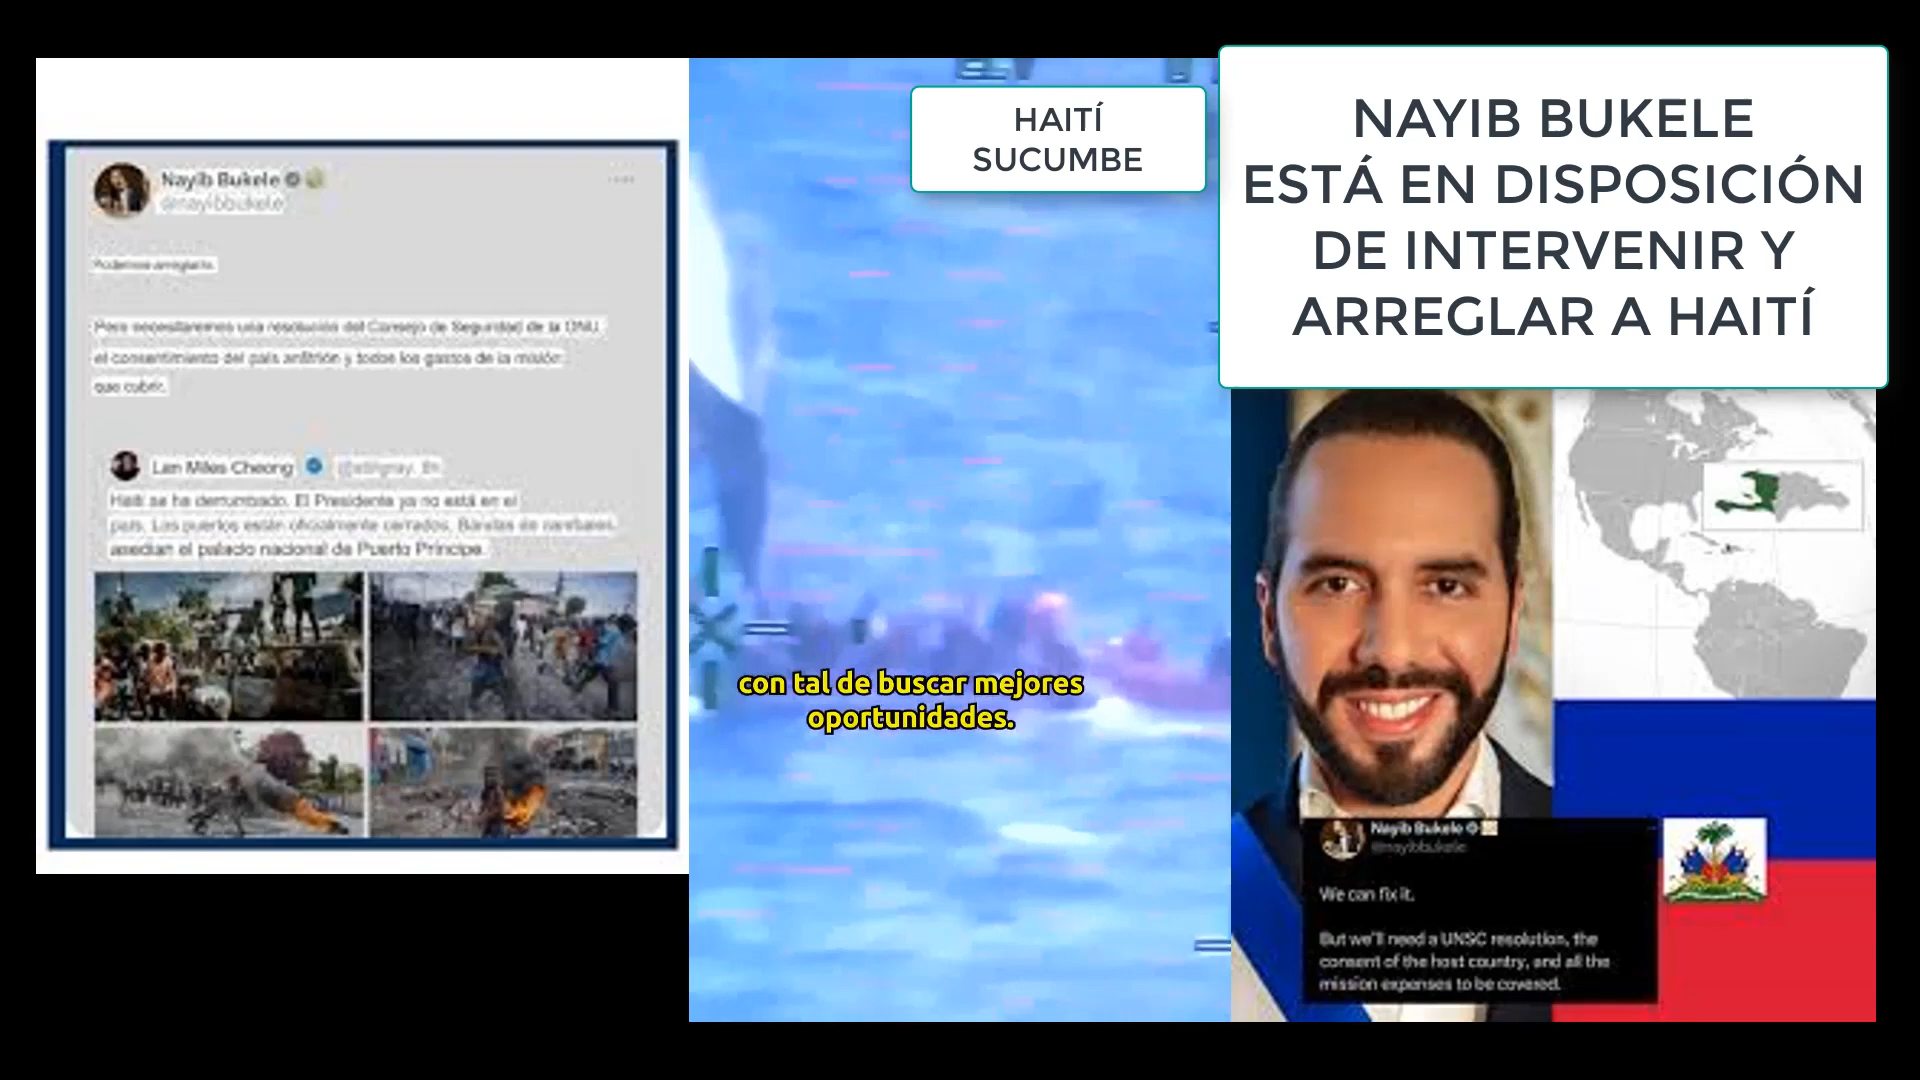 Nayib Bukele
@nayibbukele
Podemos arreglarlo.
Pero necesitaremos una resolución del Consejo de Seguridad de la ONU,
el consentimiento del país anfitrión y todos los gastos de la misión
que cubrir.
Lan Miles Cheong
Haití se ha derrumbado. El Presidente ya no está en el
país. Los puertos están oficialmente cerrados. Bandas de
asedian el palacio nacional de Puerto Príncipe.
HAITÍ
SUCUMBE
con tal de buscar mejores
oportunidades.
NAYIB BUKELE
ESTÁ EN DISPOSICIÓN
DE INTERVENIR Y
ARREGLAR A HAITÍ
Nayib Bukele
@nayibbukele
We can fix it.
But we'll need a UNSC resolution, the
consent of the host country, and all the
mission expenses to be covered.